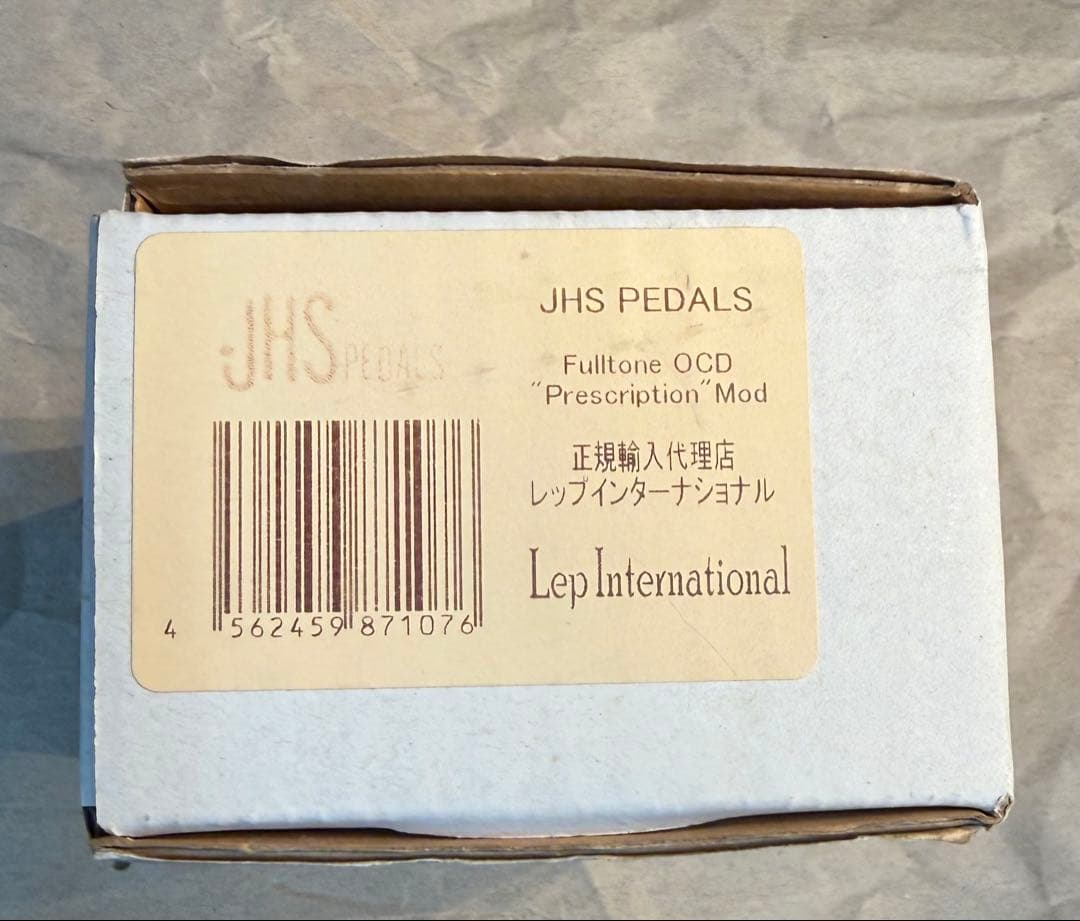 JHS PEDALS
JHS PEDALS
Fulltone OCD
"Prescription"Mod
正規輸入代理店
レップインターナショナル
Lep International
4 562459 871076